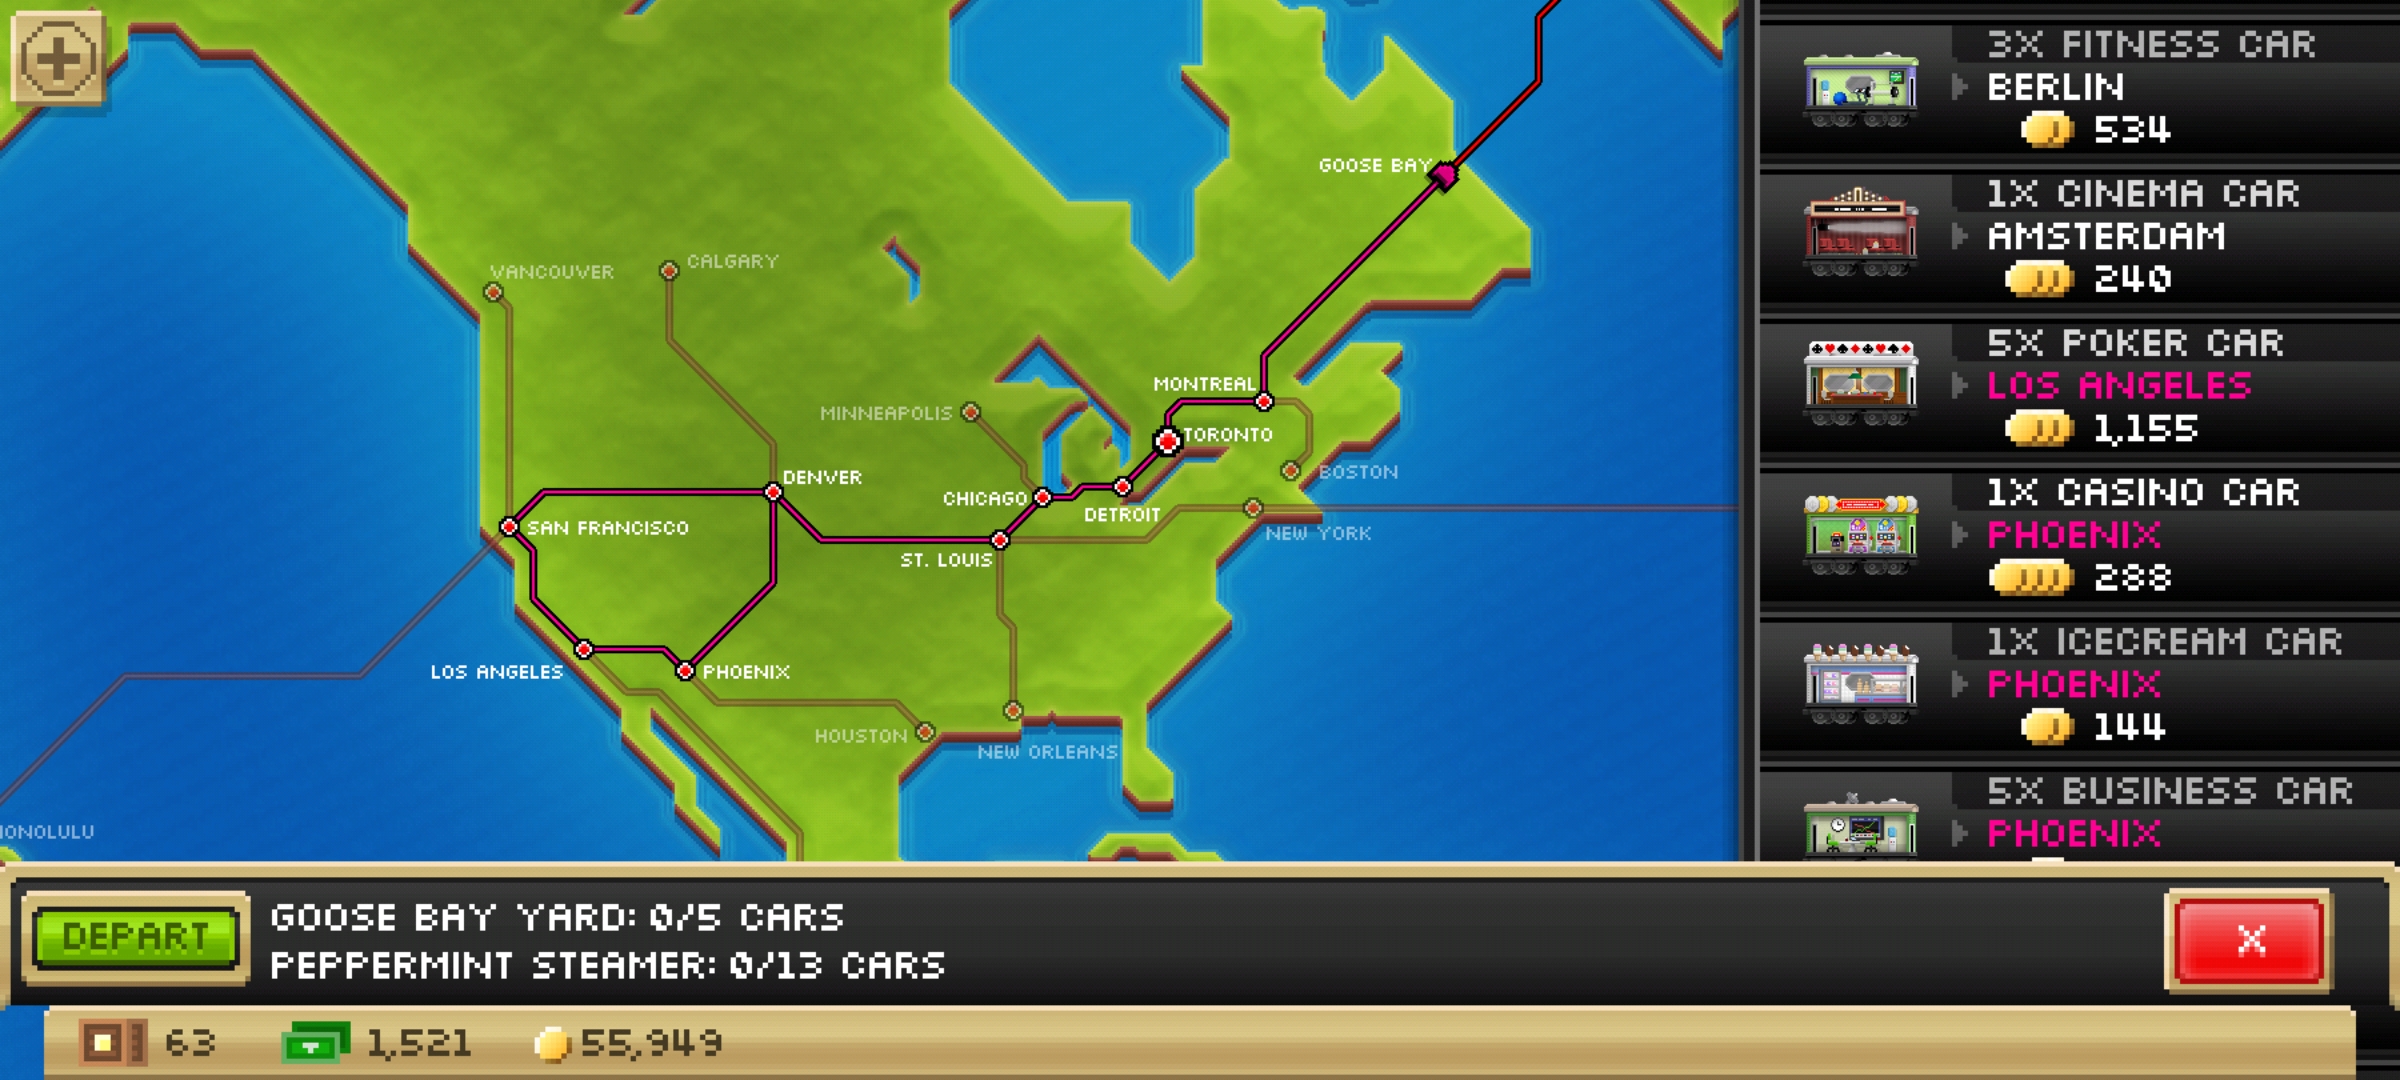 GOOSE BAY
VANCOUVER
CALGARY
MINNEAPOLIS
MONTREAL
TORONTO
BOSTON
DENVER
CHICAGO
DETROIT
NEW YORK
SAN FRANCISCO
ST. LOUIS
LOS ANGELES
PHOENIX
HOUSTON
NEW ORLEANS
ONOLULU
3X FITNESS CAR
BERLIN
534
1X CINEMA CAR
AMSTERDAM
240
5X POKER CAR
LOS ANGELES
1,155
1X CASINO CAR
PHOENIX
288
1X ICECREAM CAR
PHOENIX
144
5X BUSINESS CAR
PHOENIX
DEPART
GOOSE BAY YARD: 0/5 CARS
PEPPERMINT STEAMER: 0/13 CARS
X
63
1,521
55,949